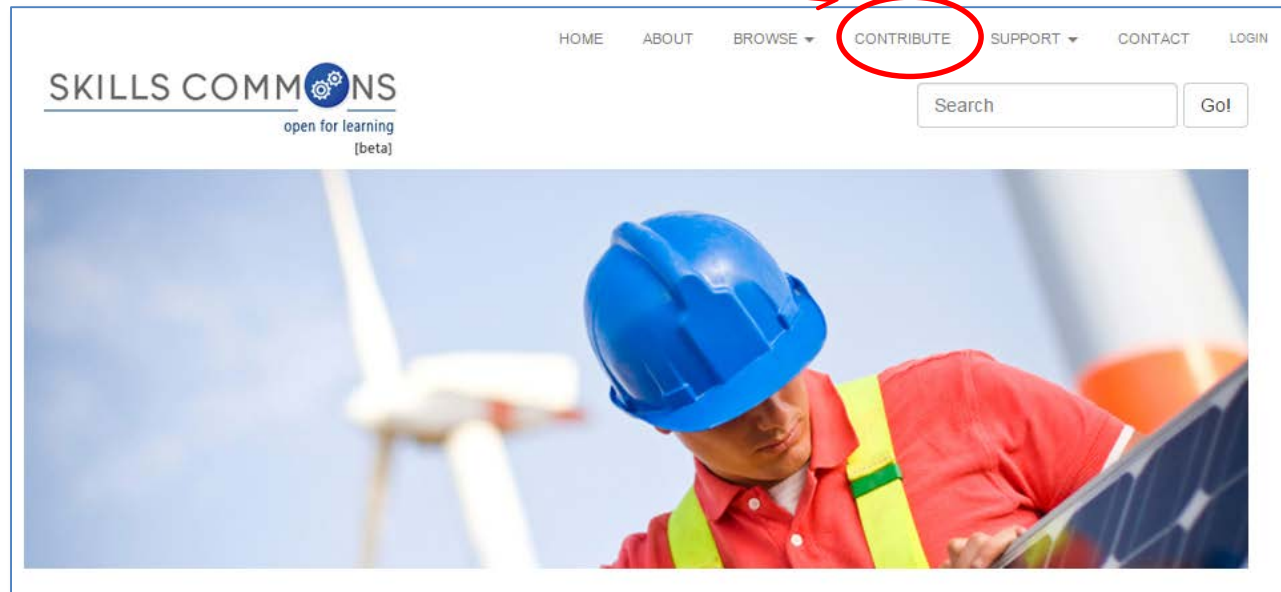 HOME ABOUT BROWSE CONTRIBUTE SUPPORT CONTACT LOGIN
SKILLS COMMONS
open for learning
[beta]
Search Go!